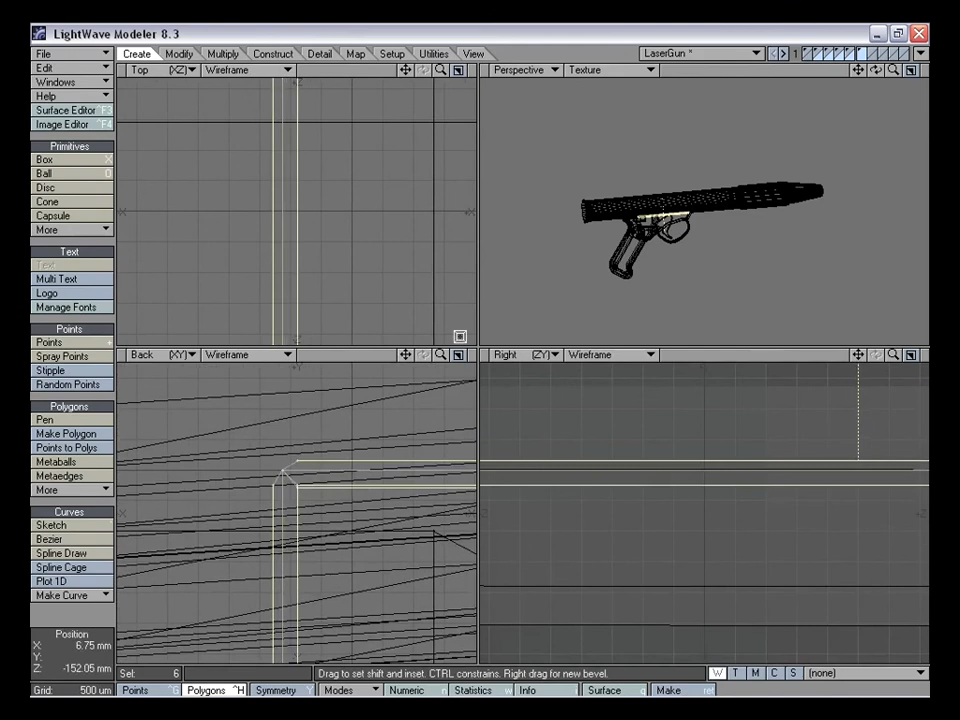 LightWave Modeler 8.3
File Create Modify Multiply Construct Detail Map Setup Utilities View LaserGun * 1
Edit Top (XZ) Wireframe Perspective Texture
Windows
Help
Surface Editor ^F3
Image Editor ^F4
Primitives
Box X
Ball O
Disc
Cone
Capsule
More
Text
Text
Multi Text
Logo
Manage Fonts
Points
Points +
Spray Points
Stipple
Random Points
Back (XY) Wireframe Right (ZY) Wireframe
Polygons
Pen
Make Polygon
Points to Polys
Metaballs
Metaedges
More
Curves
Sketch
Bezier
Spline Draw
Spline Cage
Plot 1D
Make Curve
Position
X: 6.75 mm
Y:
Z: -152.05 mm
Sel: 6 Drag to set shift and inset. CTRL constrains. Right drag for new bevel. W T M C S (none)
Grid: 500 um Points ^G Polygons ^H Symmetry Y Modes Numeric n Statistics w Info i Surface q Make ret